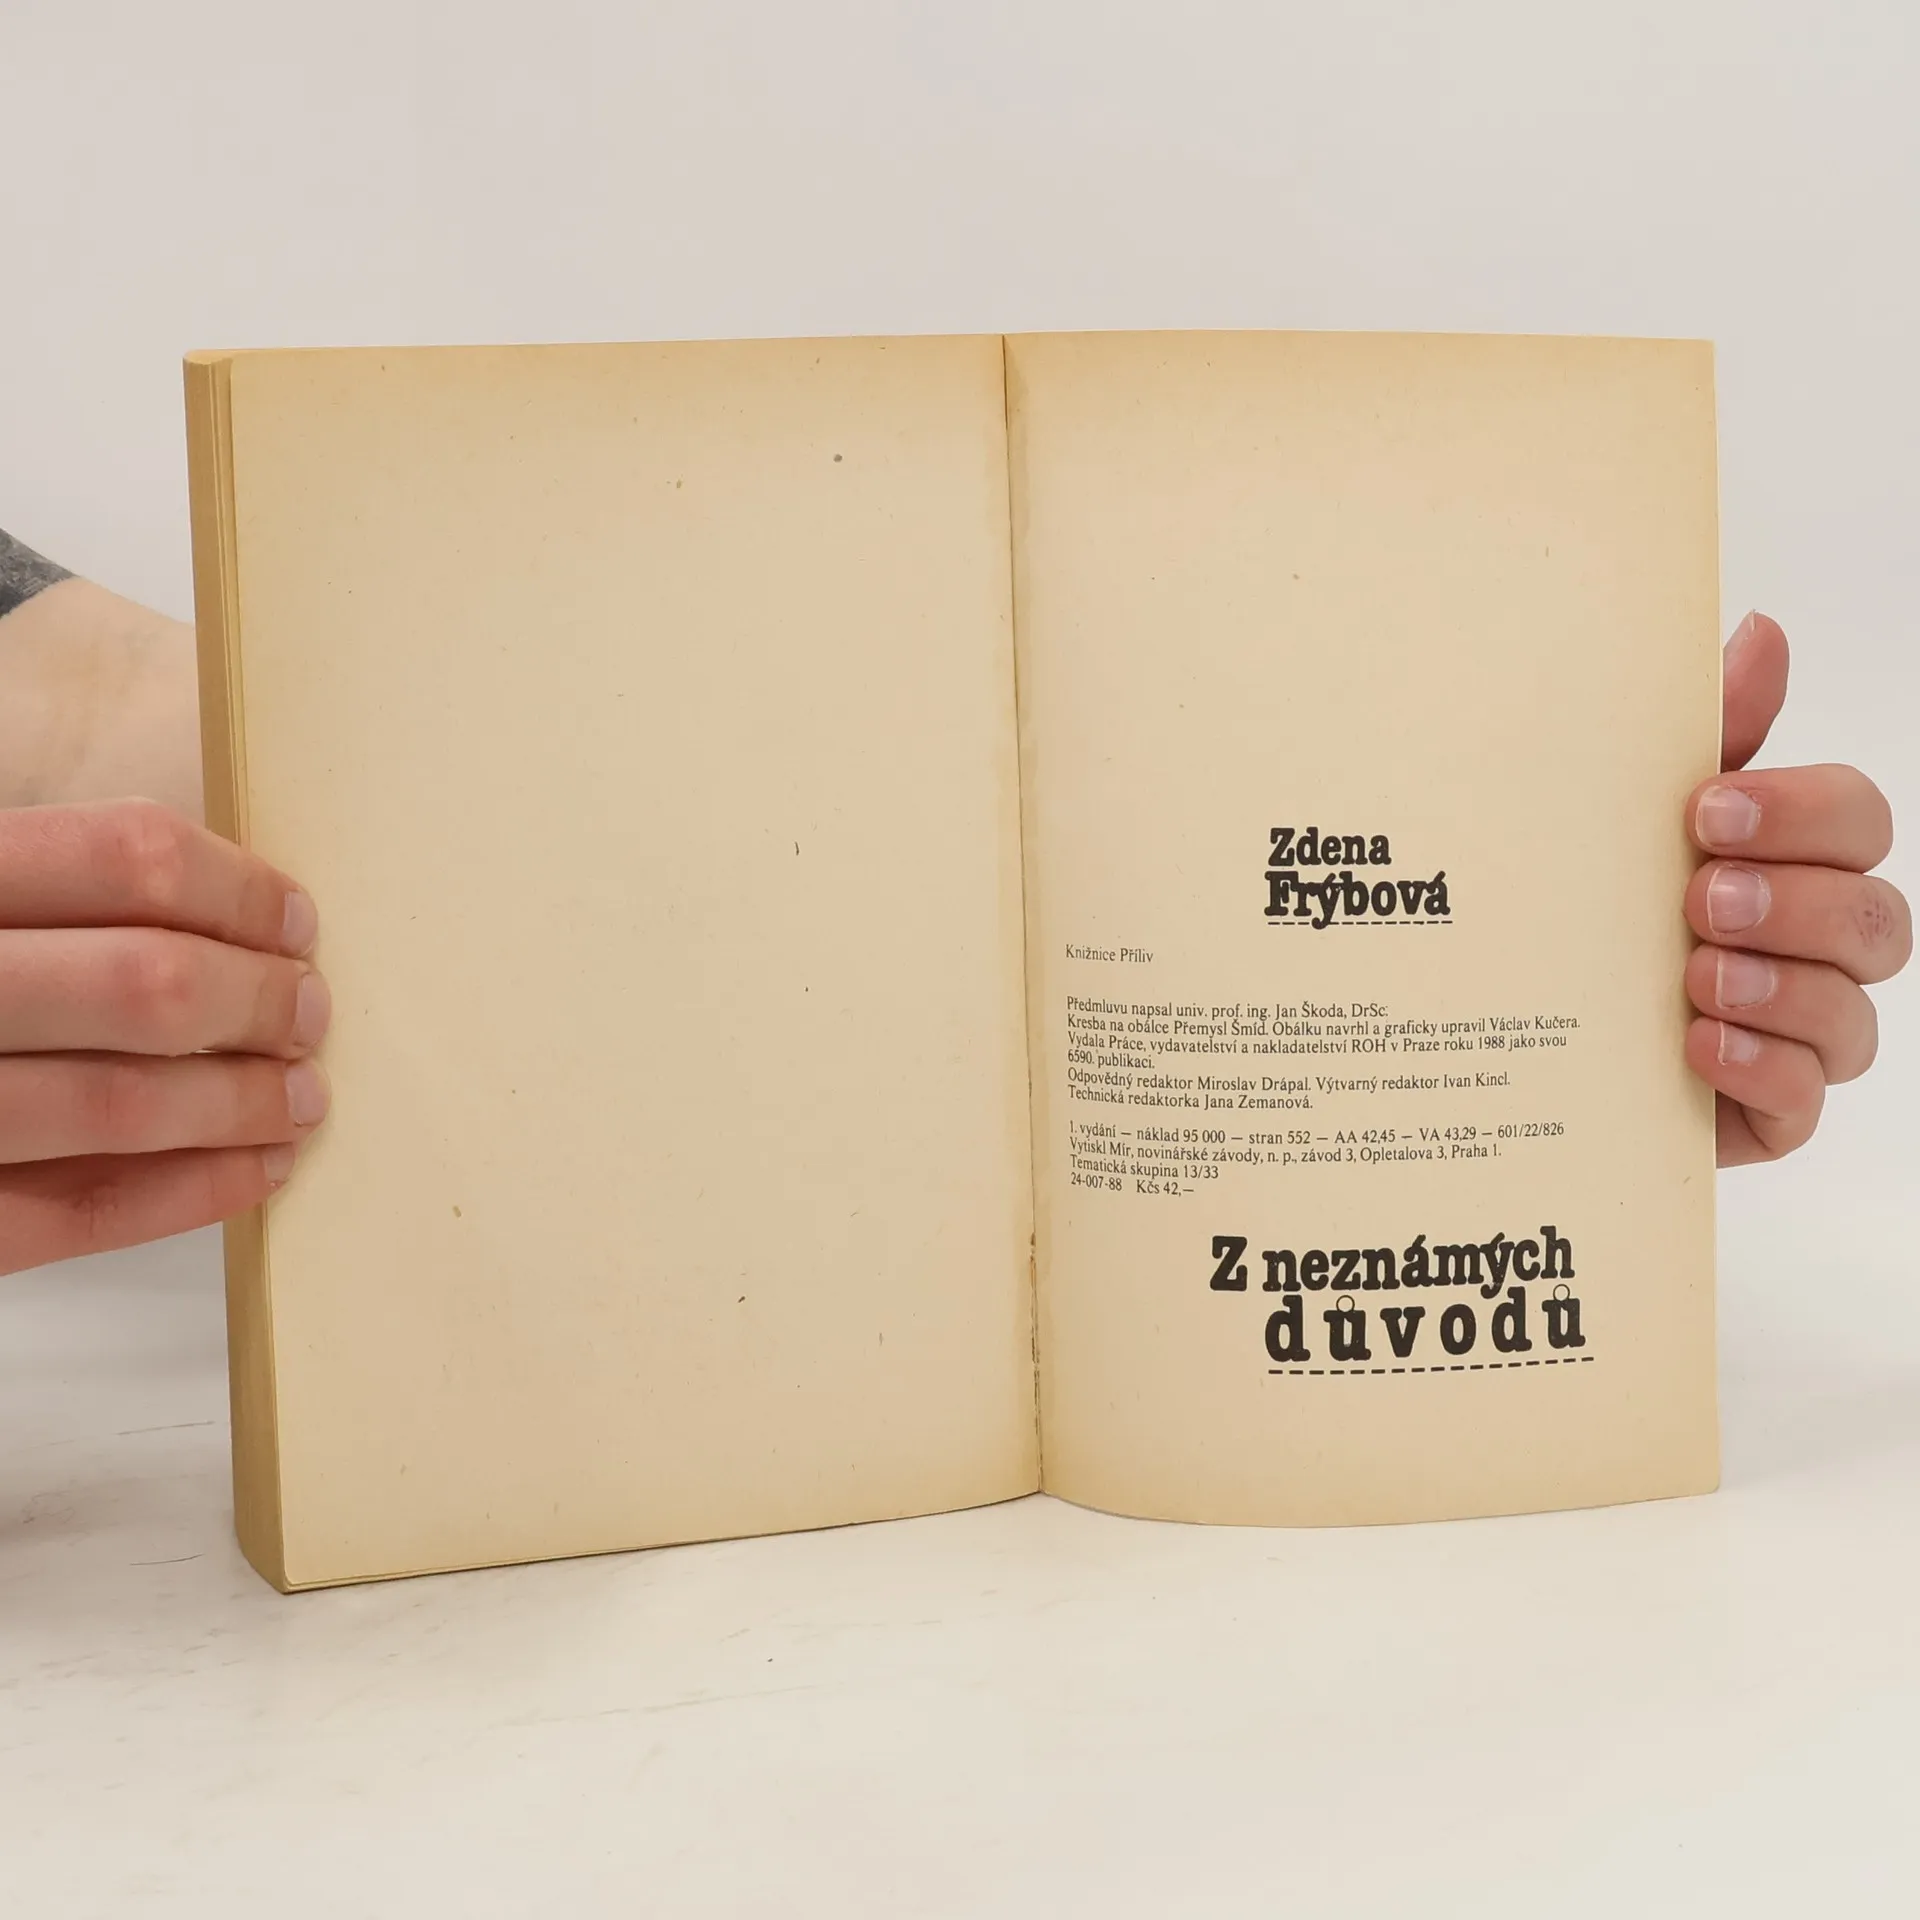 Zdena
Frýbová
Knižnice Příliv
Předmluvu napsal univ. prof. ing. Jan Škoda, DrSc.
Kresba na obálce Přemysl Šmíd. Obálku navrhl a graficky upravil Václav Kučera.
Vydala Práce, vydavatelství a nakladatelství ROH v Praze roku 1988 jako svou
6590. publikaci.
Odpovědný redaktor Miroslav Drápal. Výtvarný redaktor Ivan Kincl.
Technická redaktorka Jana Zemanová.
1. vydání — náklad 95 000 — stran 552 — AA 42,45 — VA 43,29 — 601/22/826
Vytiskl Mír, novinářské závody, n. p., závod 3, Opletalova 3, Praha 1.
Tematická skupina 13/33
24-007-88 Kčs 42,—
Z neznámých
důvodů